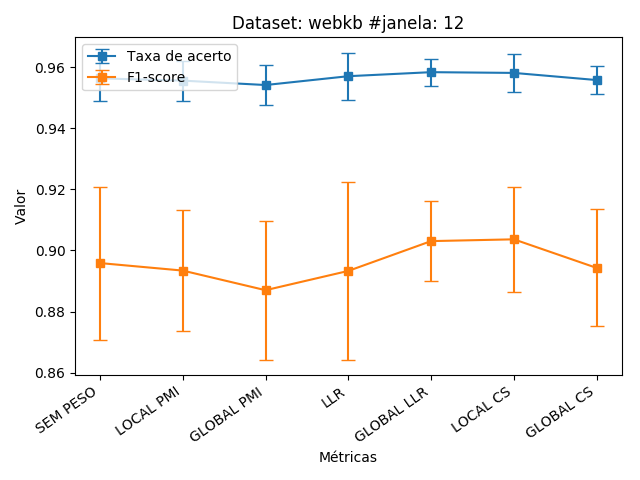 Dataset: webkb #janela: 12
Taxa de acerto
F1-score
Valor
0.96
0.94
0.92
0.90
0.88
0.86
SEM PESO
LOCAL PMI
GLOBAL PMI
LLR
GLOBAL LLR
LOCAL CS
GLOBAL CS
Métricas